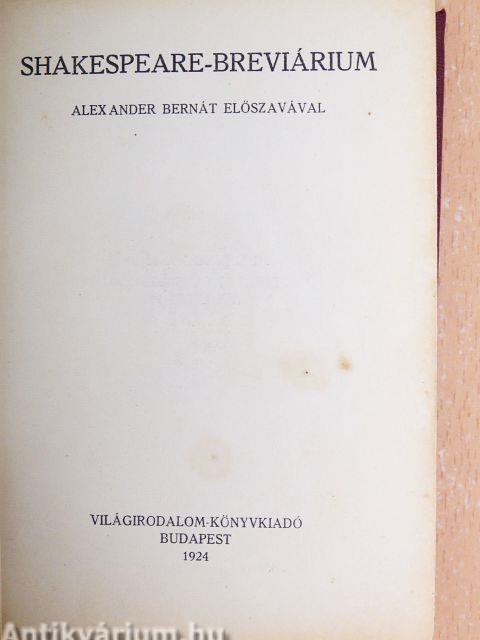 SHAKESPEARE-BREVIÁRIUM
ALEXANDER BERNÁT ELŐSZAVÁVAL
VILÁGIRODALOM-KÖNYVKIADÓ
BUDAPEST
1924
Antikvárium.hu